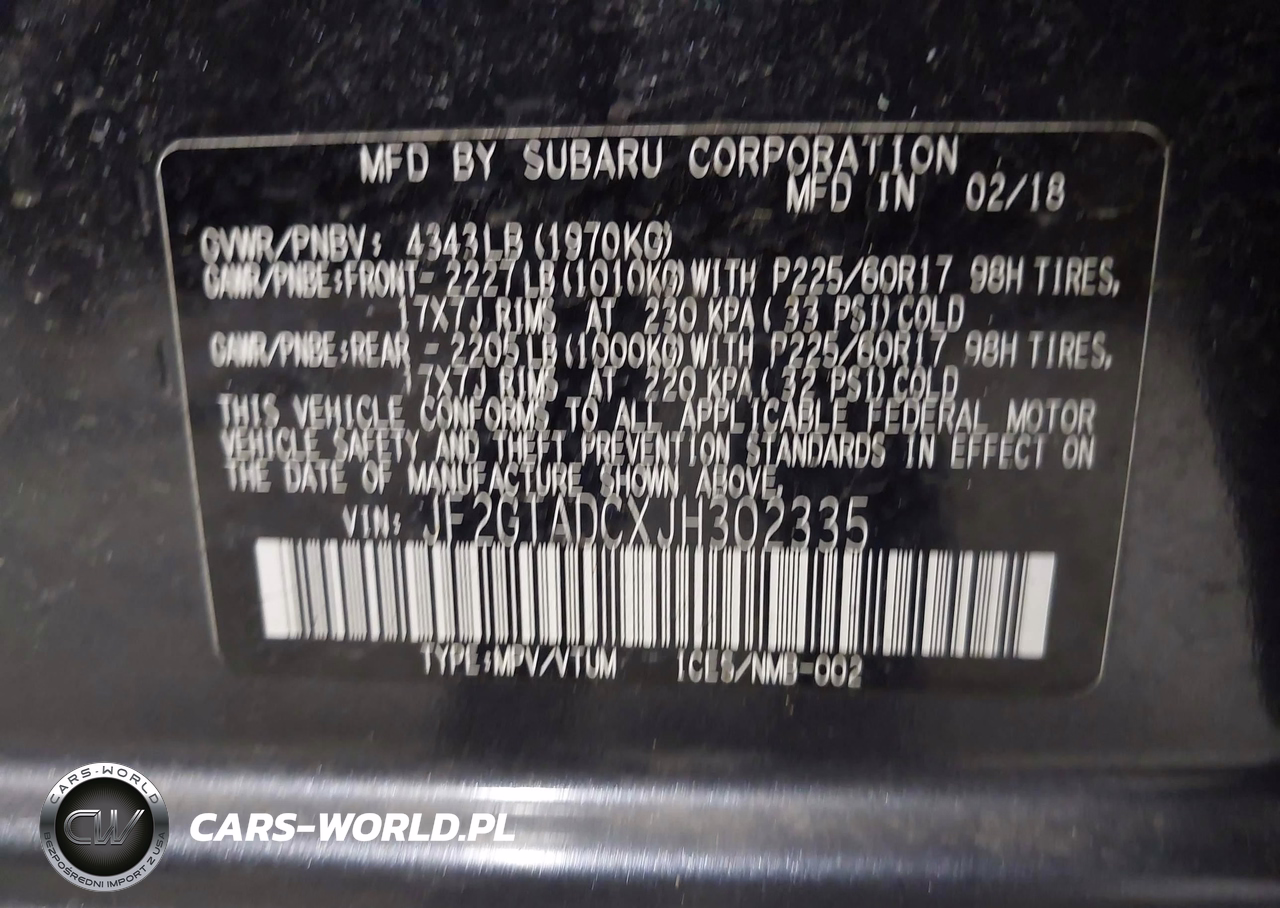 MFD BY SUBARU CORPORATION
MFD IN 02/18
GVWR/PNBV: 4343LB(1970KG)
GAWR/PNBE:FRONT- 2227LB(1010KG)WITH P225/60R17 98H TIRES,
17X7J RIMS AT 230 KPA( 33 PSI)COLD
GAWR/PNBE:REAR - 2205LB(1000KG)WITH P225/60R17 98H TIRES,
17X7J RIMS AT 220 KPA( 32 PSI)COLD
THIS VEHICLE CONFORMS TO ALL APPLICABLE FEDERAL MOTOR
VEHICLE SAFETY AND THEFT PREVENTION STANDARDS IN EFFECT ON
THE DATE OF MANUFACTURE SHOWN ABOVE.
VIN: JF2GTADCXJH302335
TYPE:MPV/VTUM 1CLS/NMB-002
CARS-WORLD
CW
BEZPOŚREDNI IMPORT Z USA
CARS-WORLD.PL